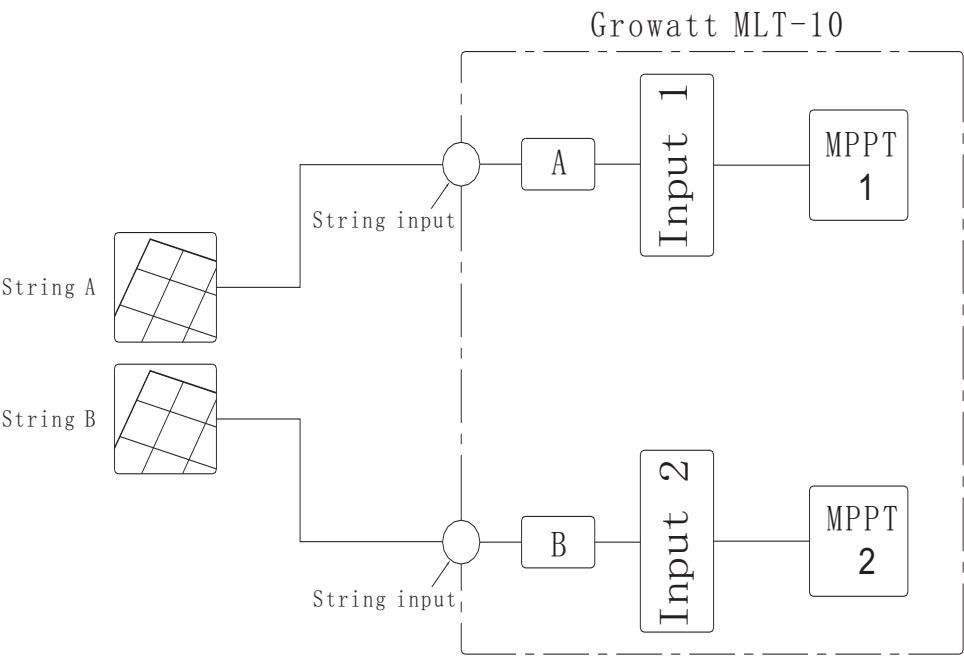 Growatt MLT-10
String A
String input
A
Input 1
MPPT
1
String B
String input
B
Input 2
MPPT
2